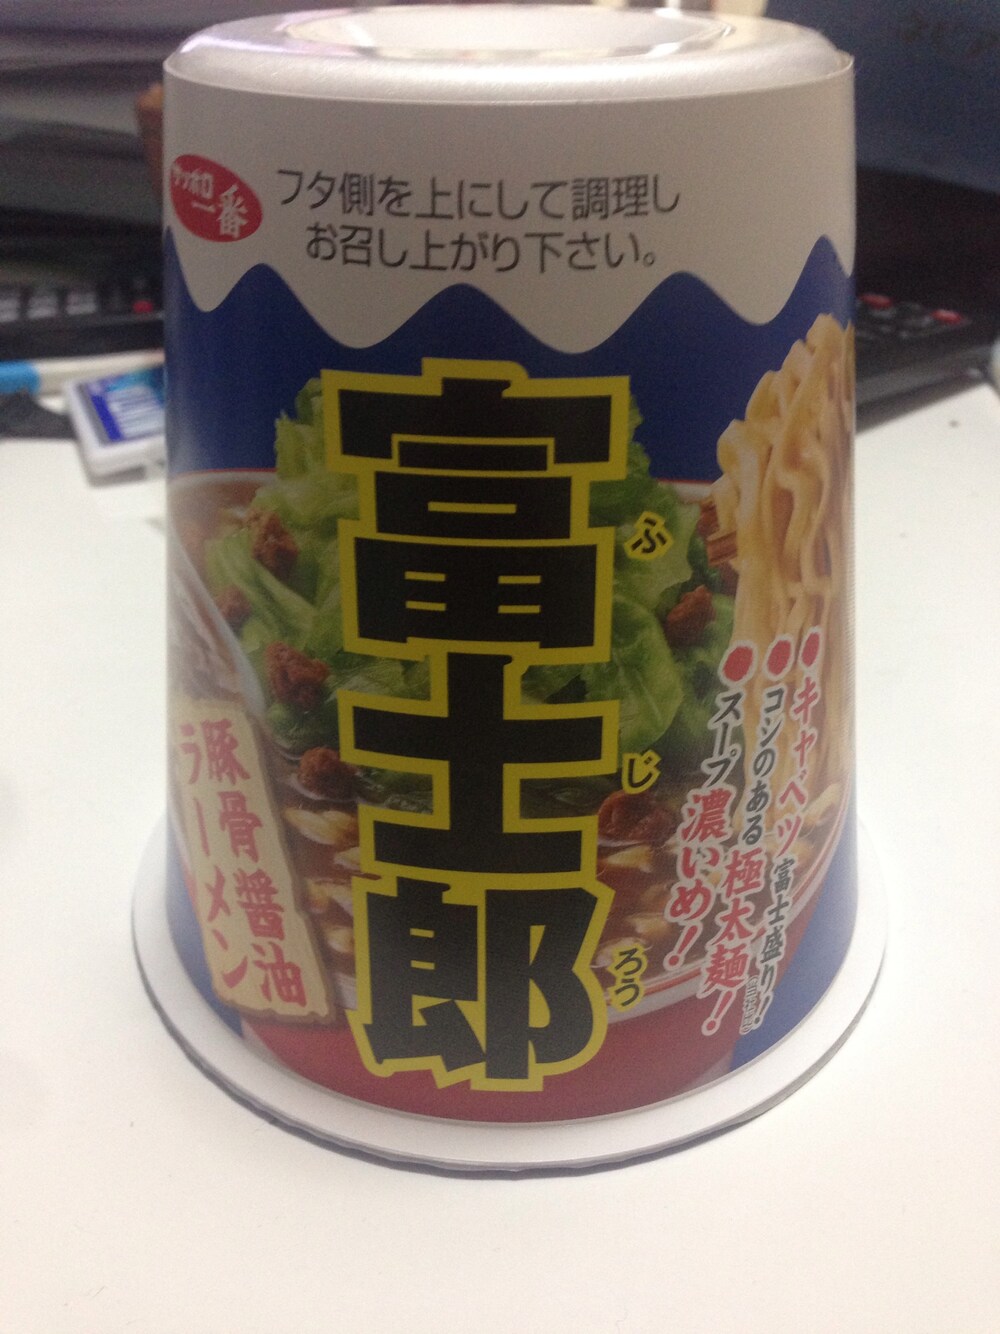 サッポロ
一番
フタ側を上にして調理し
お召し上がり下さい。
富士郎
ふじろう
キャベツ富士盛り!
コシのある極太麺!
スープ濃いめ!
豚骨醤油
ラーメン